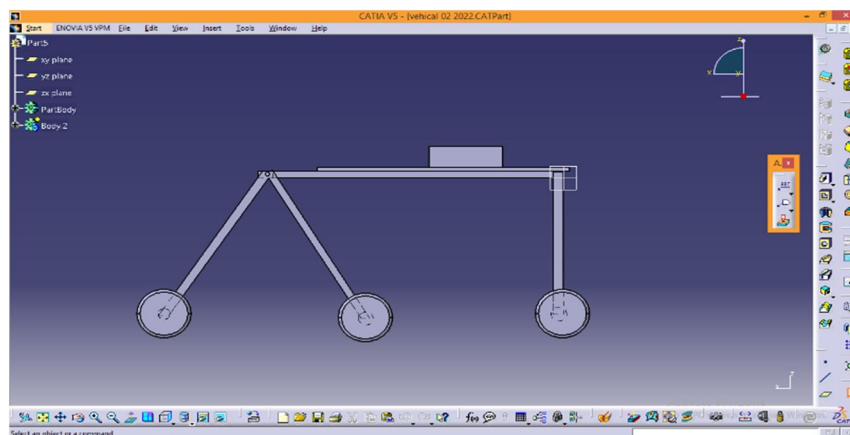 CATIA V5 - [vehical 02 2022.CATPart]
Start ENOVIA V5 VPM File Edit View Insert Tools Window Help
Part5
xy plane
yz plane
zx plane
PartBody
Body.2
z
x
y
A..
z
Select an object or a command